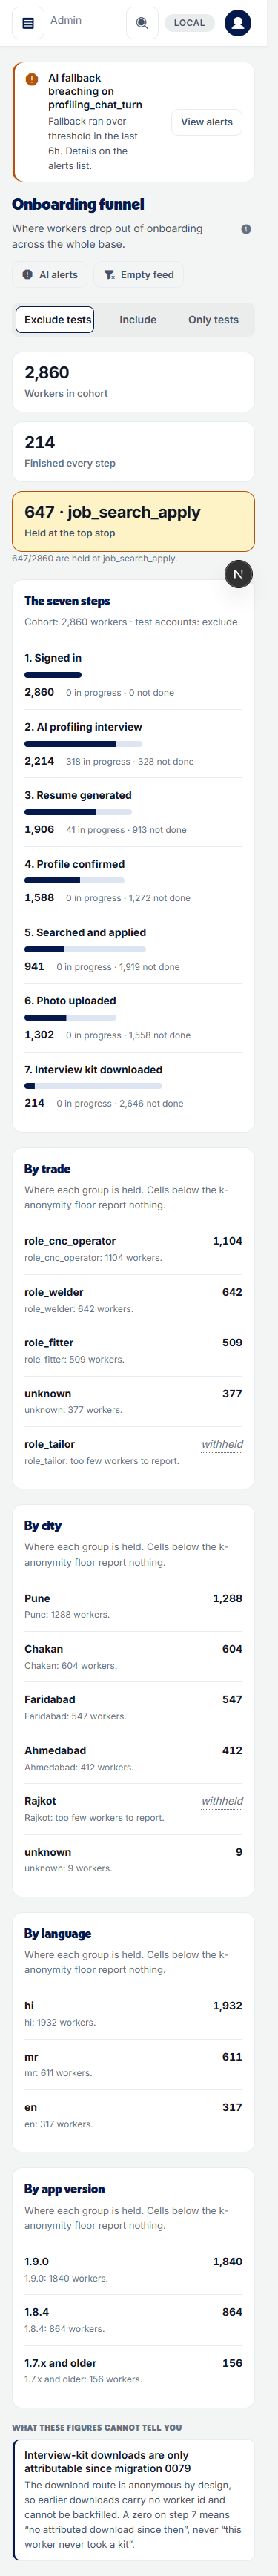 Admin
LOCAL
AI fallback
breaching on
profiling_chat_turn
Fallback ran over
threshold in the last
6h. Details on the
alerts list.
View alerts
Onboarding funnel
Where workers drop out of onboarding
across the whole base.
AI alerts
Empty feed
Exclude tests
Include
Only tests
2,860
Workers in cohort
214
Finished every step
647 · job_search_apply
Held at the top stop
647/2860 are held at job_search_apply.
N
The seven steps
Cohort: 2,860 workers · test accounts: exclude.
1. Signed in
2,860 0 in progress · 0 not done
2. AI profiling interview
2,214 318 in progress · 328 not done
3. Resume generated
1,906 41 in progress · 913 not done
4. Profile confirmed
1,588 0 in progress · 1,272 not done
5. Searched and applied
941 0 in progress · 1,919 not done
6. Photo uploaded
1,302 0 in progress · 1,558 not done
7. Interview kit downloaded
214 0 in progress · 2,646 not done
By trade
Where each group is held. Cells below the k-
anonymity floor report nothing.
role_cnc_operator 1,104
role_cnc_operator: 1104 workers.
role_welder 642
role_welder: 642 workers.
role_fitter 509
role_fitter: 509 workers.
unknown 377
unknown: 377 workers.
role_tailor withheld
role_tailor: too few workers to report.
By city
Where each group is held. Cells below the k-
anonymity floor report nothing.
Pune 1,288
Pune: 1288 workers.
Chakan 604
Chakan: 604 workers.
Faridabad 547
Faridabad: 547 workers.
Ahmedabad 412
Ahmedabad: 412 workers.
Rajkot withheld
Rajkot: too few workers to report.
unknown 9
unknown: 9 workers.
By language
Where each group is held. Cells below the k-
anonymity floor report nothing.
hi 1,932
hi: 1932 workers.
mr 611
mr: 611 workers.
en 317
en: 317 workers.
By app version
Where each group is held. Cells below the k-
anonymity floor report nothing.
1.9.0 1,840
1.9.0: 1840 workers.
1.8.4 864
1.8.4: 864 workers.
1.7.x and older 156
1.7.x and older: 156 workers.
WHAT THESE FIGURES CANNOT TELL YOU
Interview-kit downloads are only
attributable since migration 0079
The download route is anonymous by design,
so earlier downloads carry no worker id and
cannot be backfilled. A zero on step 7 means
“no attributed download since then”, never “this
worker never took a kit”.